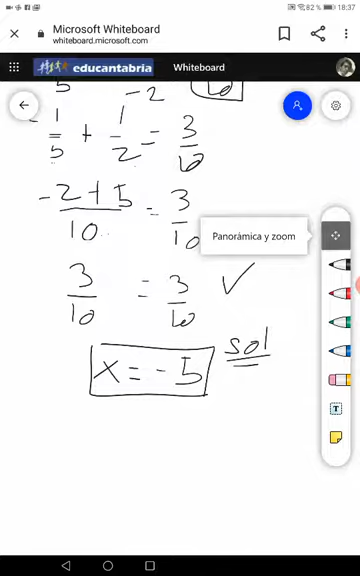 82 % 18:37
Microsoft Whiteboard
whiteboard.microsoft.com
educantabria Whiteboard
5 -2 10
- 1/5 + 1/2 = 3/10
(-2+5)/10 = 3/10
Panorámica y zoom
3/10 = 3/10 ✓
x = -5 sol
T